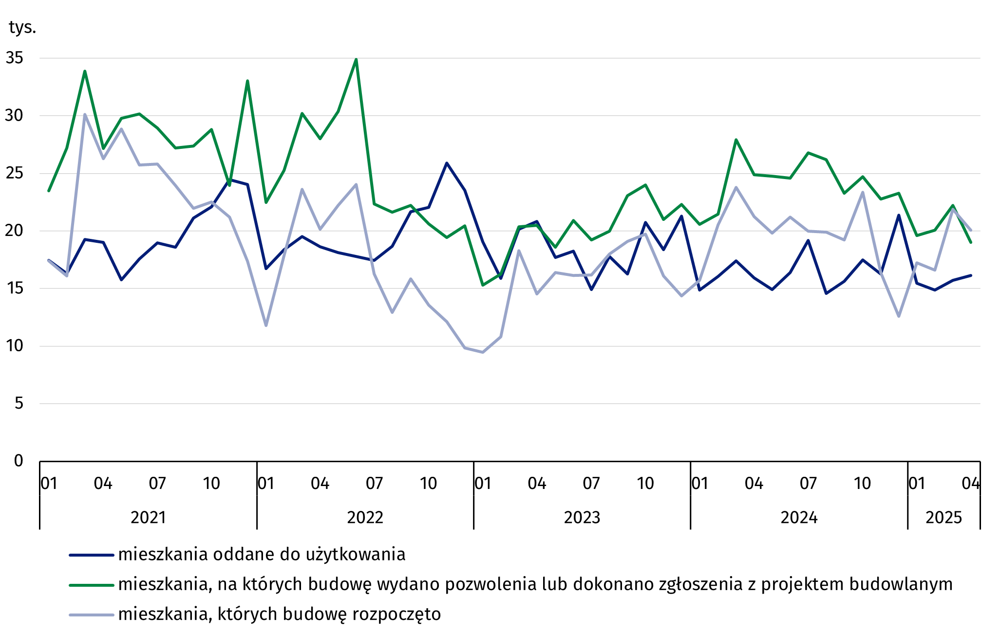 tys.
35
30
25
20
15
10
5
0
01 04 07 10 01 04 07 10 01 04 07 10 01 04 07 10 01 04
2021 2022 2023 2024 2025
mieszkania oddane do użytkowania
mieszkania, na których budowę wydano pozwolenia lub dokonano zgłoszenia z projektem budowlanym
mieszkania, których budowę rozpoczęto